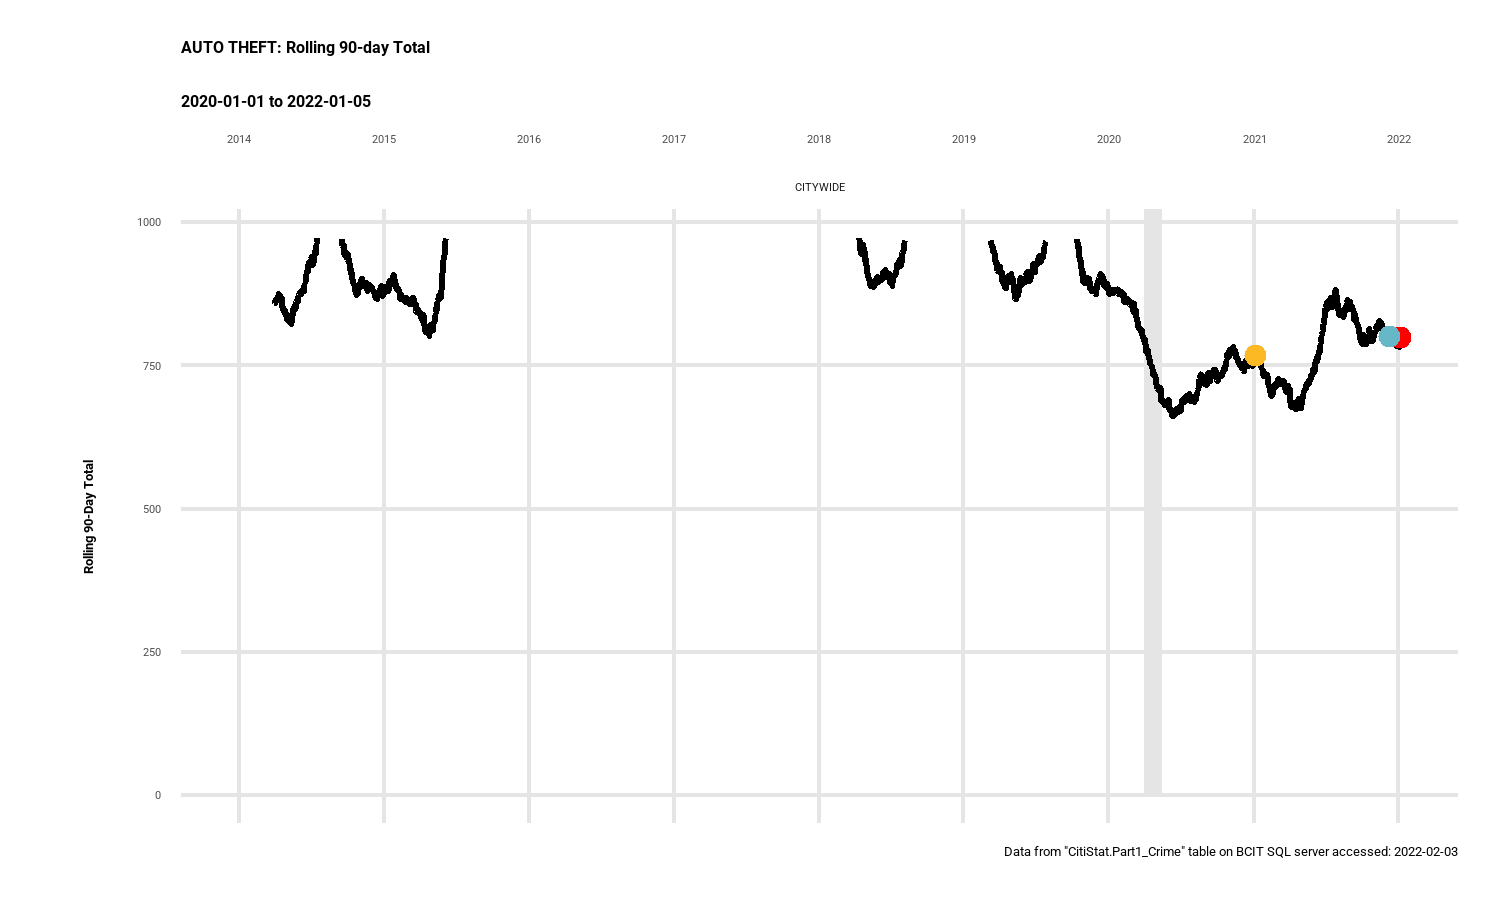 AUTO THEFT: Rolling 90-day Total
2020-01-01 to 2022-01-05
2014 2015 2016 2017 2018 2019 2020 2021 2022
CITYWIDE
1000
750
500
250
0
Rolling 90-Day Total
Data from "CitiStat.Part1_Crime" table on BCIT SQL server accessed: 2022-02-03